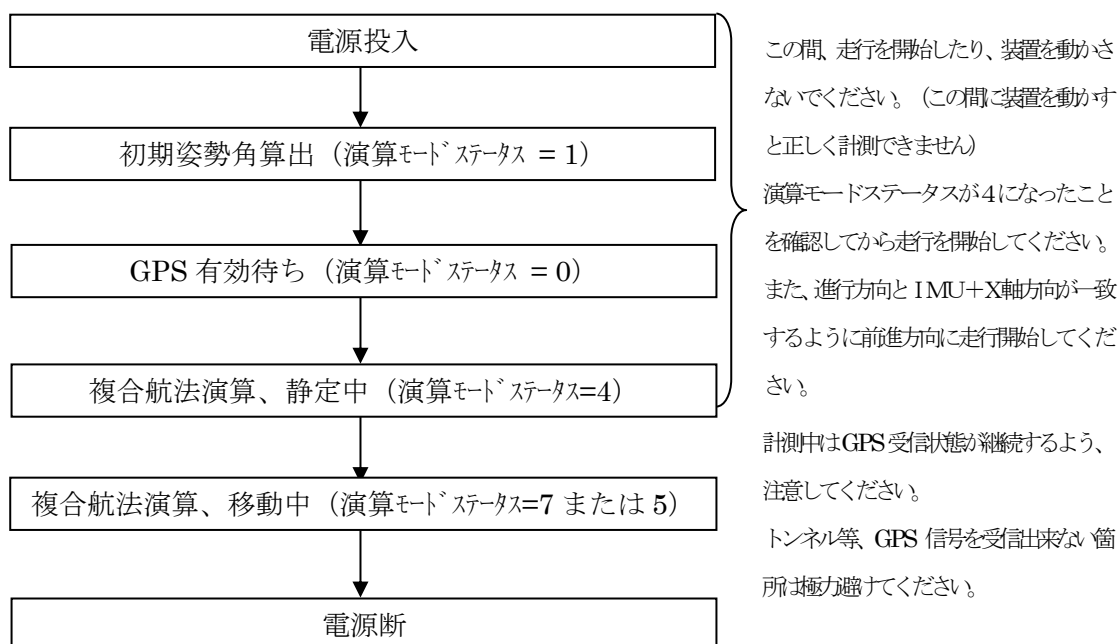 電源投入
初期姿勢角算出（演算ﾓｰﾄﾞｽﾃｰﾀｽ = 1）
GPS 有効待ち（演算ﾓｰﾄﾞｽﾃｰﾀｽ = 0）
複合航法演算、静定中（演算ﾓｰﾄﾞｽﾃｰﾀｽ=4）
複合航法演算、移動中（演算ﾓｰﾄﾞｽﾃｰﾀｽ=7 または 5）
電源断
この間、走行を開始したり、装置を動かさ
ないでください。（この間に装置を動かす
と正しく計測できません）
演算モードステータスが４になったこと
を確認してから走行を開始してください。
また、進行方向とＩＭＵ＋Ｘ軸方向が一致
するように前進方向に走行開始してくだ
さい。
計測中はGPS受信状態が継続するよう、
注意してください。
トンネル等、GPS 信号を受信出来ない箇
所は極力避けてください。